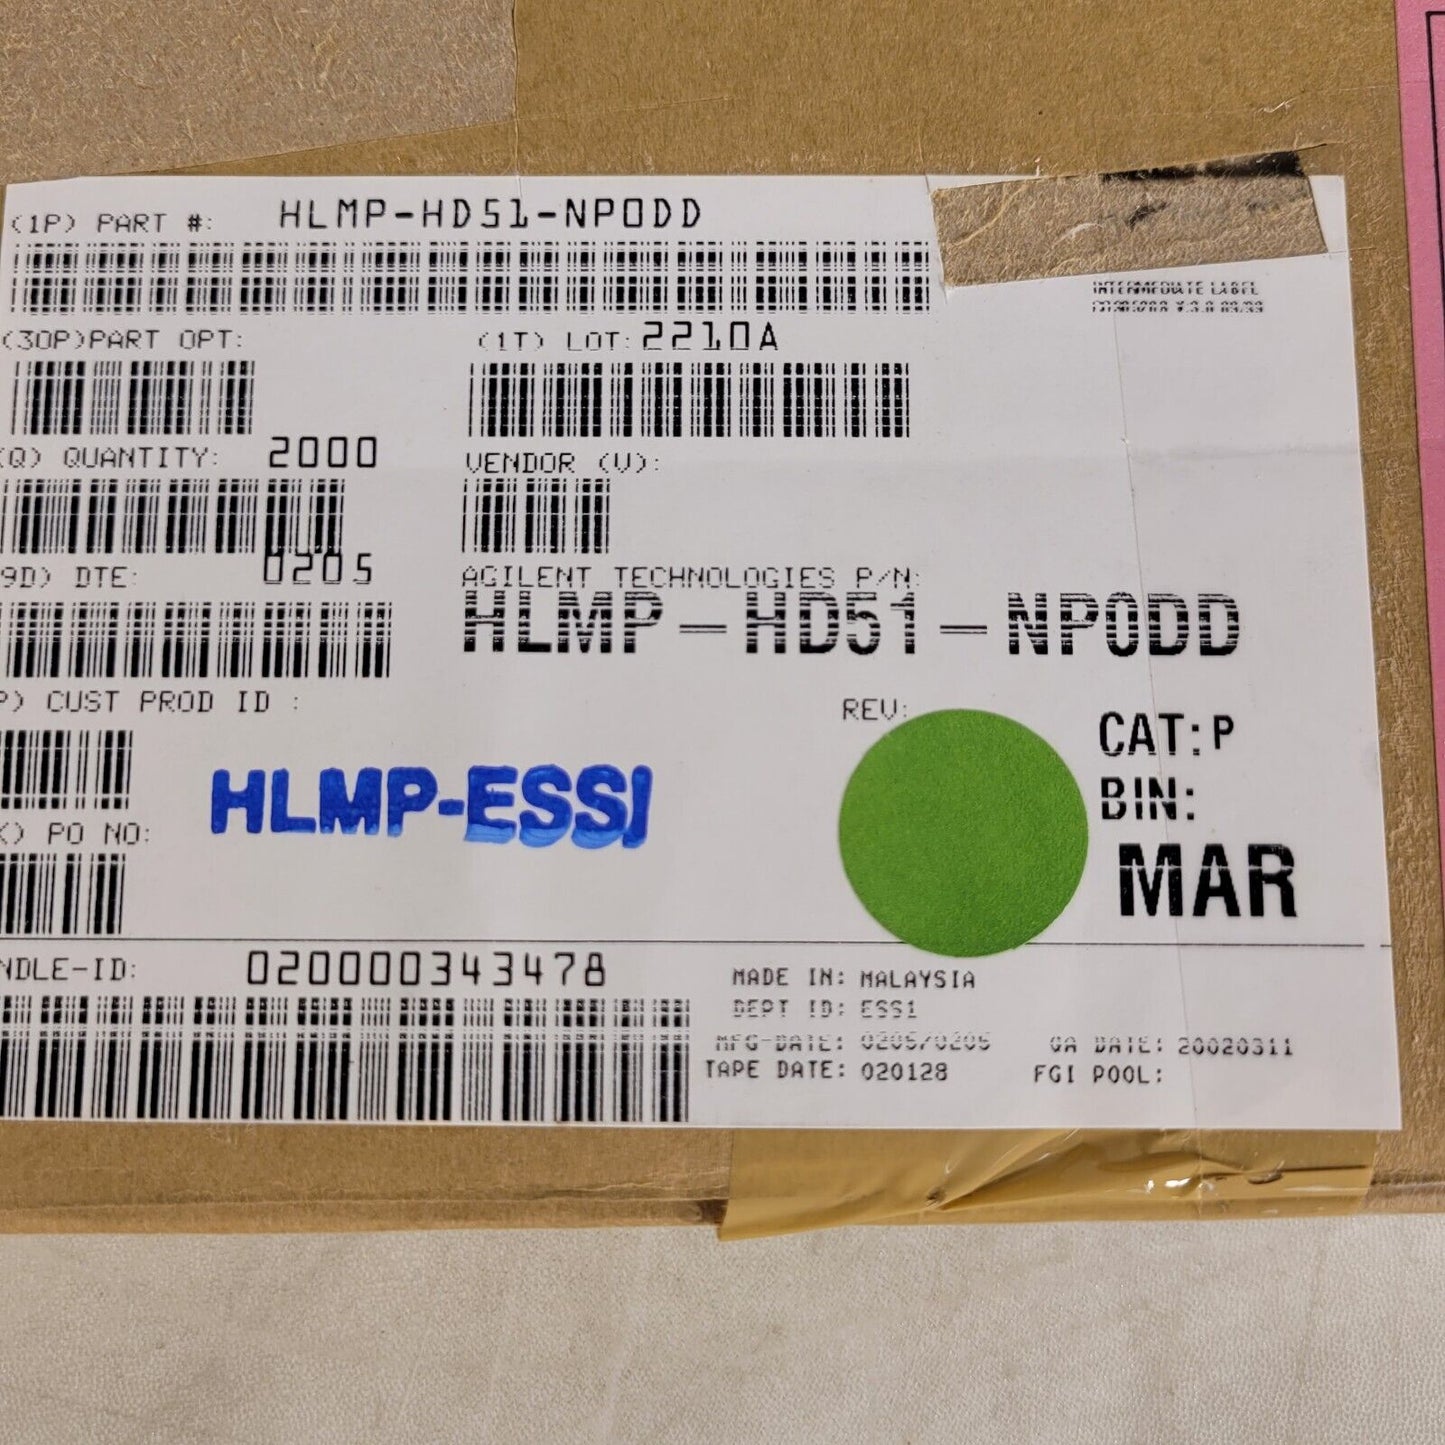 (1P) PART #: HLMP-HD51-NP0DD
INTERMEDIATE LABEL
(30P)PART OPT:
(1T) LOT: 2210A
(Q) QUANTITY: 2000
VENDOR (V):
9D) DTE: 0205
AGILENT TECHNOLOGIES P/N:
HLMP-HD51-NP0DD
P) CUST PROD ID :
REV:
CAT: P
BIN:
MAR
HLMP-ESSI
K) PO NO:
NDLE-ID: 020000343478
MADE IN: MALAYSIA
DEPT ID: ESS1
MFG-DATE: 0205/0205
QA DATE: 20020311
TAPE DATE: 020128
FGI POOL: